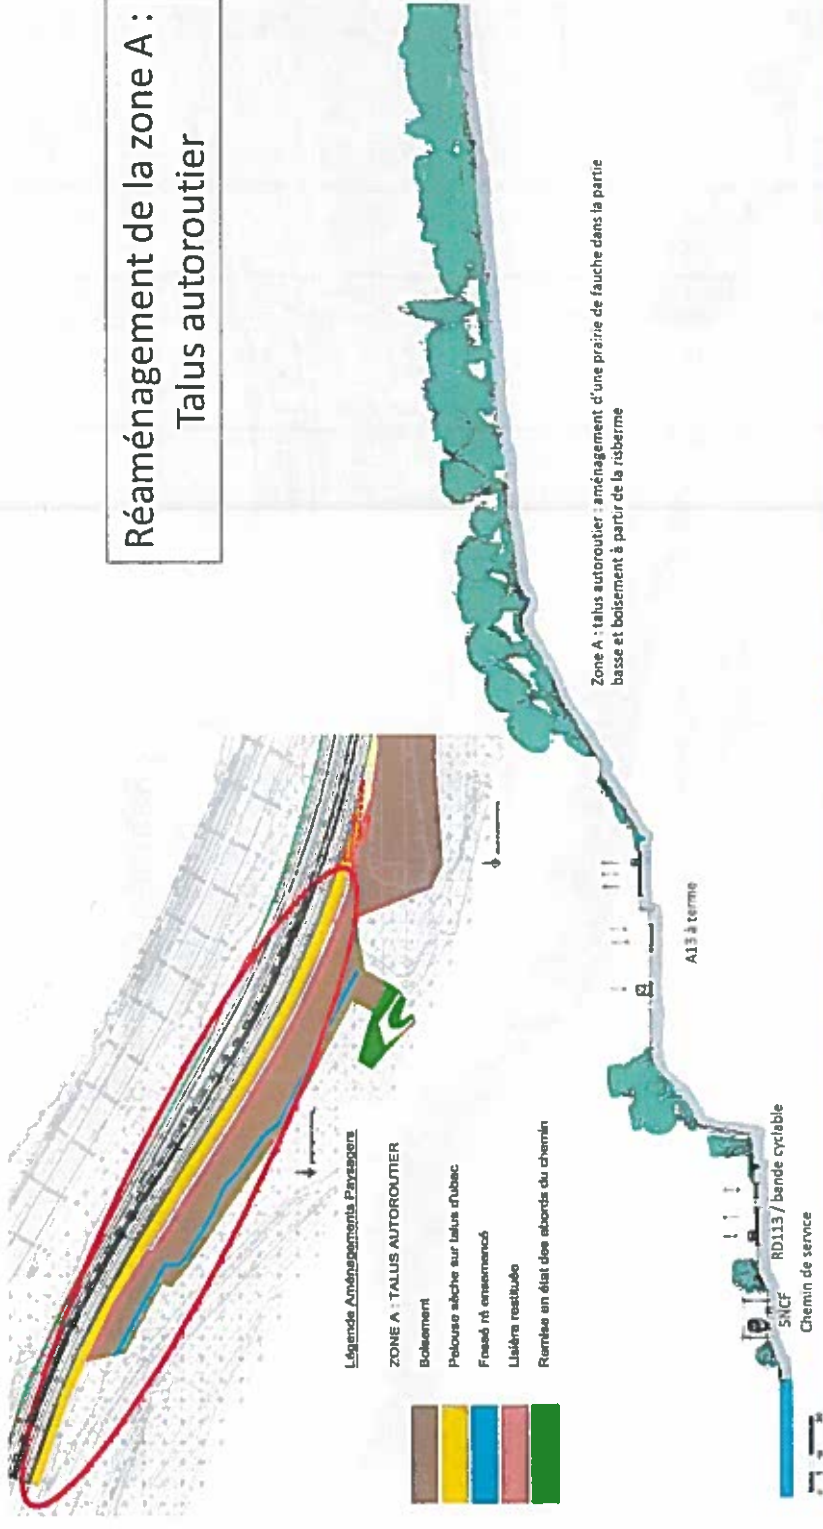 Réaménagement de la zone A :
Talus autoroutier
Légende Aménagements Paysagers
ZONE A : TALUS AUTOROUTIER
Boisement
Pelouse sèche sur talus d'ubac
Fossé ré ensemencé
Lisière restituée
Remise en état des abords du chemin
Zone A : talus autoroutier : aménagement d'une prairie de fauche dans la partie
basse et boisement à partir de la risberme
A13 à terme
RD113 / bande cyclable
SNCF
Chemin de service